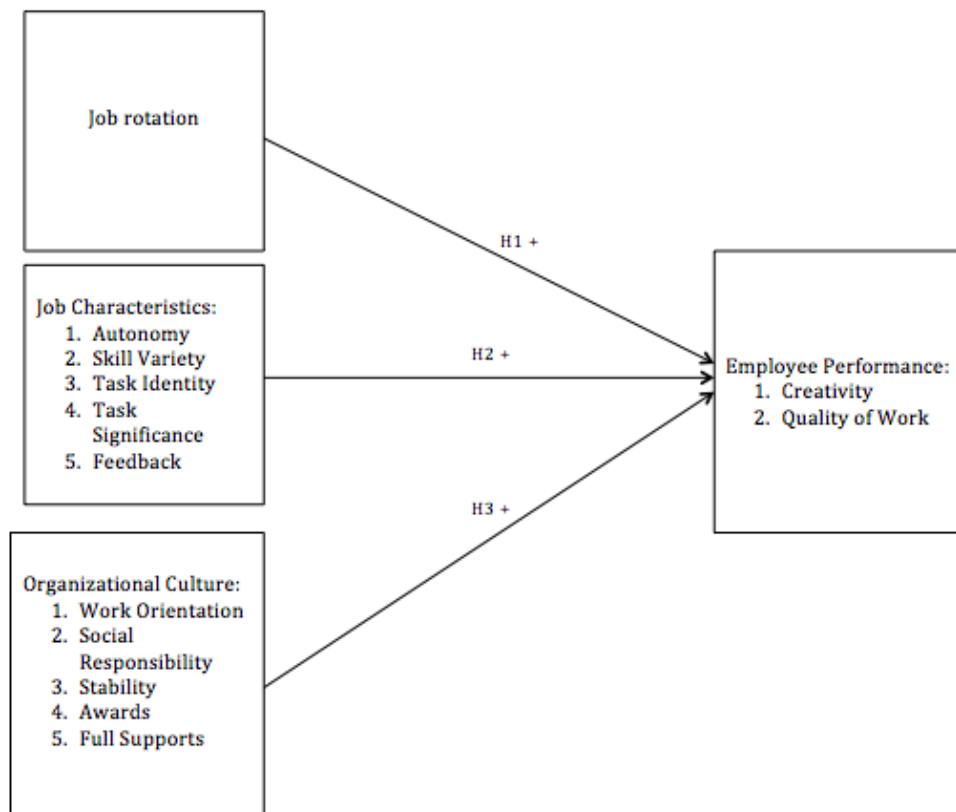 Job rotation
H1 +
Job Characteristics:
1. Autonomy
2. Skill Variety
3. Task Identity
4. Task
Significance
5. Feedback
H2 +
Employee Performance:
1. Creativity
2. Quality of Work
H3 +
Organizational Culture:
1. Work Orientation
2. Social
Responsibility
3. Stability
4. Awards
5. Full Supports